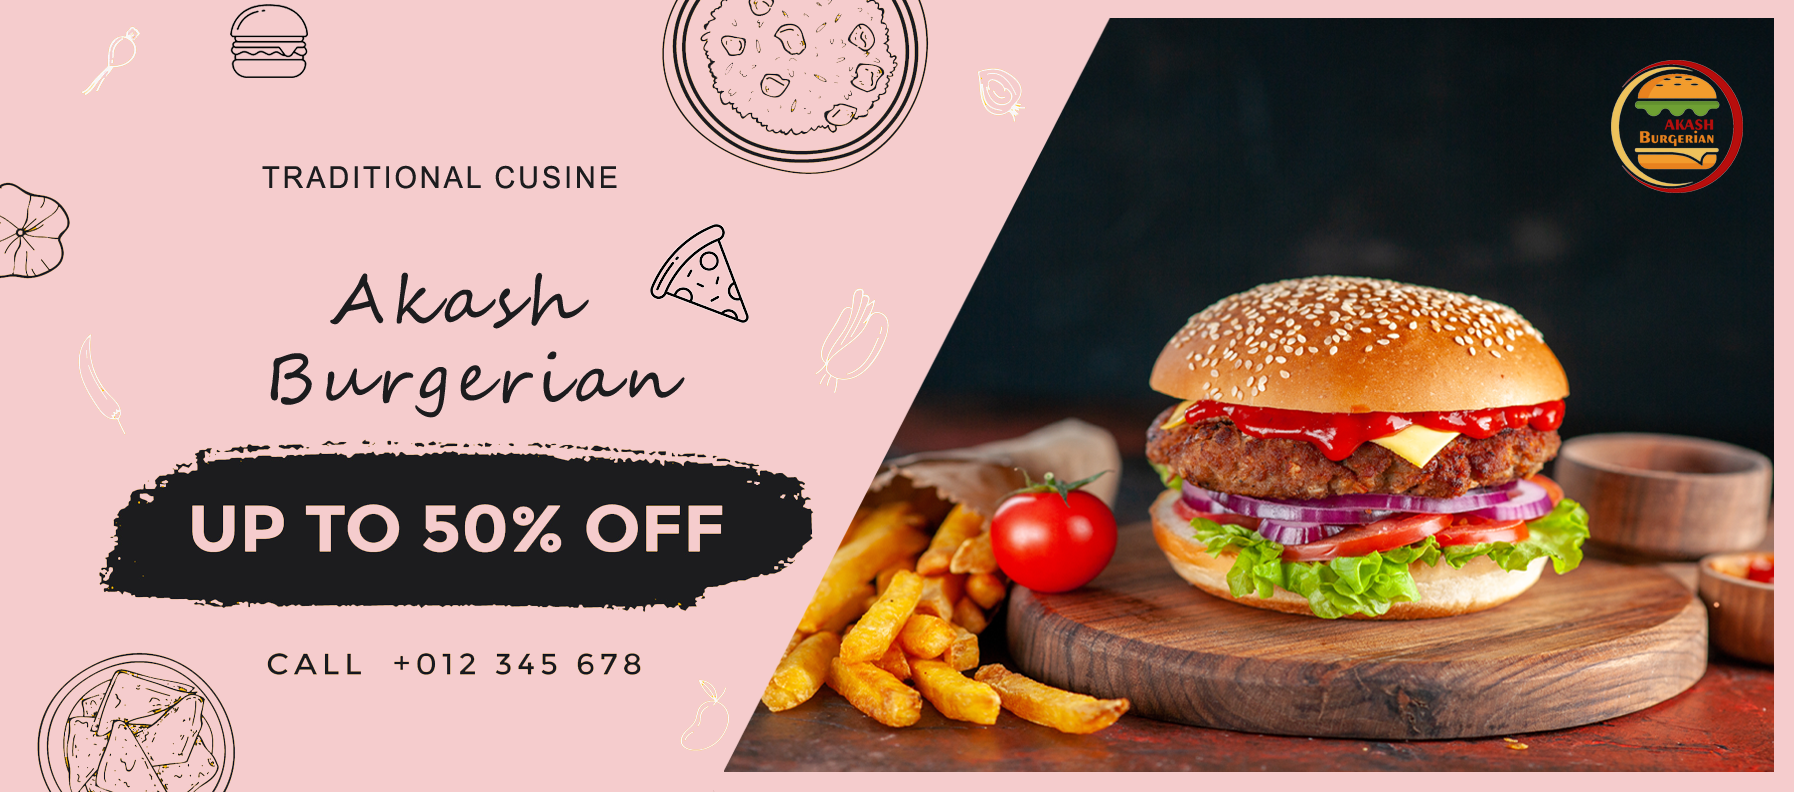 TRADITIONAL CUSINE
Akash
Burgerian
UP TO 50% OFF
CALL +012 345 678
AKASH
BURGERIAN